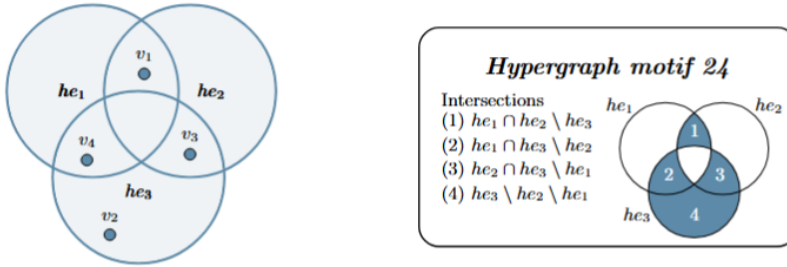 v₁
he₁
he₂
v₄
v₃
he₃
v₂
Hypergraph motif 24
Intersections
(1) he₁ ∩ he₂ \ he₃
(2) he₁ ∩ he₃ \ he₂
(3) he₂ ∩ he₃ \ he₁
(4) he₃ \ he₂ \ he₁
he₁
he₂
1
2
3
he₃
4